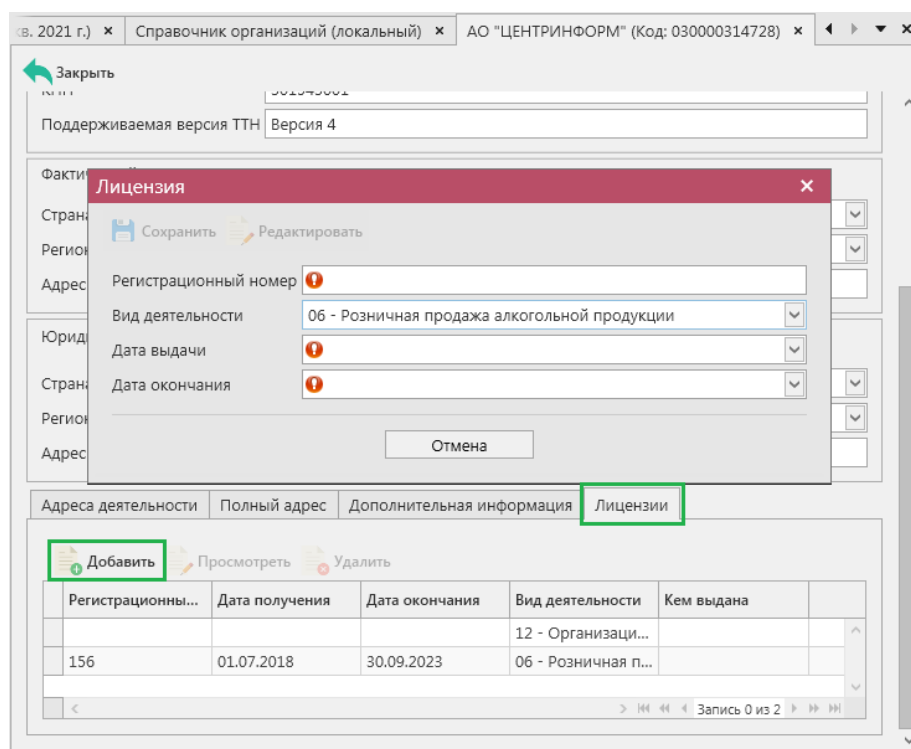 кв. 2021 г.) × Справочник организаций (локальный) × АО "ЦЕНТРИНФОРМ" (Код: 030000314728) ×
Закрыть
Поддерживаемая версия ТТН Версия 4
Лицензия
Сохранить Редактировать
Регистрационный номер
Вид деятельности 06 - Розничная продажа алкогольной продукции
Дата выдачи
Дата окончания
Отмена
Адрес
Адреса деятельности Полный адрес Дополнительная информация Лицензии
Добавить Просмотреть Удалить
Регистрационны... Дата получения Дата окончания Вид деятельности Кем выдана
12 - Организаци...
156 01.07.2018 30.09.2023 06 - Розничная п...
Запись 0 из 2